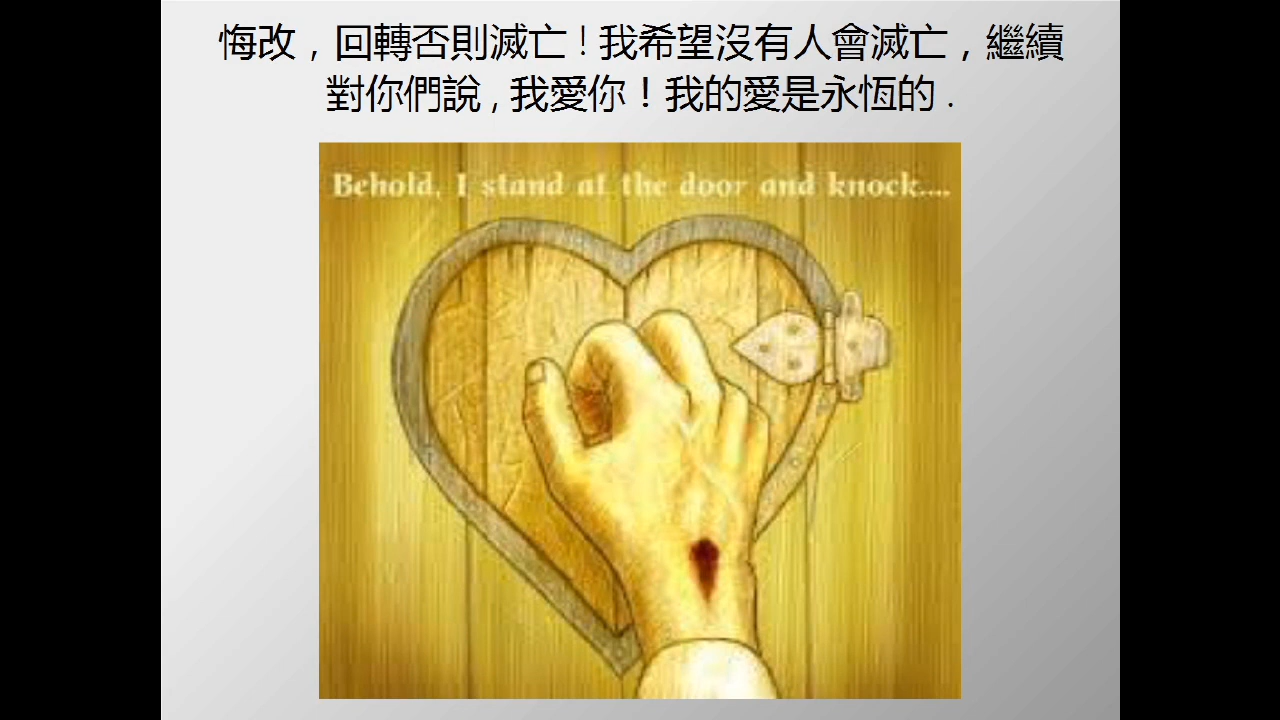 悔改，回轉否則滅亡！我希望沒有人會滅亡，繼續
對你們說 , 我愛你！我的愛是永恆的 .
Behold, I stand at the door and knock....